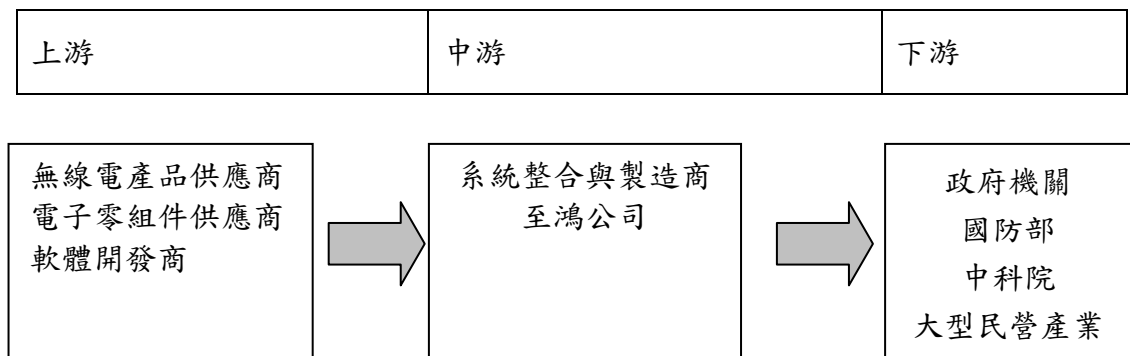 上游
中游
下游
無線電產品供應商
電子零組件供應商
軟體開發商
系統整合與製造商
至鴻公司
政府機關
國防部
中科院
大型民營產業